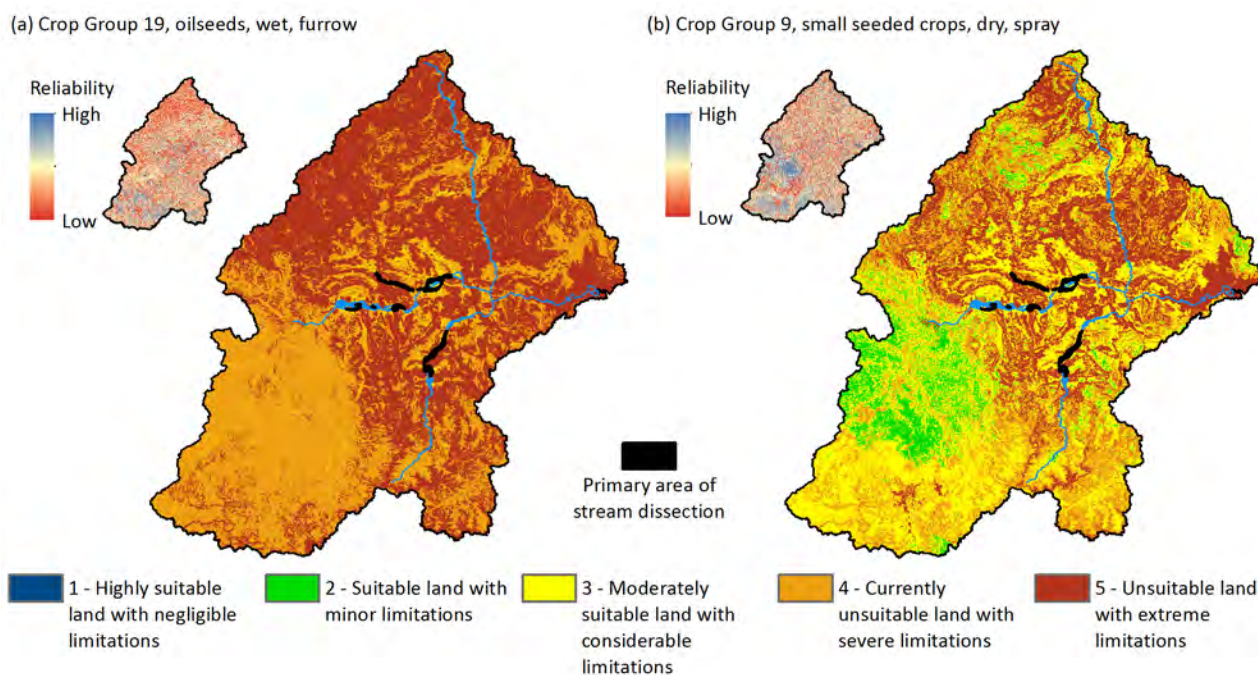 (a) Crop Group 19, oilseeds, wet, furrow
(b) Crop Group 9, small seeded crops, dry, spray
Reliability
High
Low
Reliability
High
Low
Primary area of
stream dissection
1 - Highly suitable
land with negligible
limitations
2 - Suitable land with
minor limitations
3 - Moderately
suitable land with
considerable
limitations
4 - Currently
unsuitable land with
severe limitations
5 - Unsuitable land
with extreme
limitations